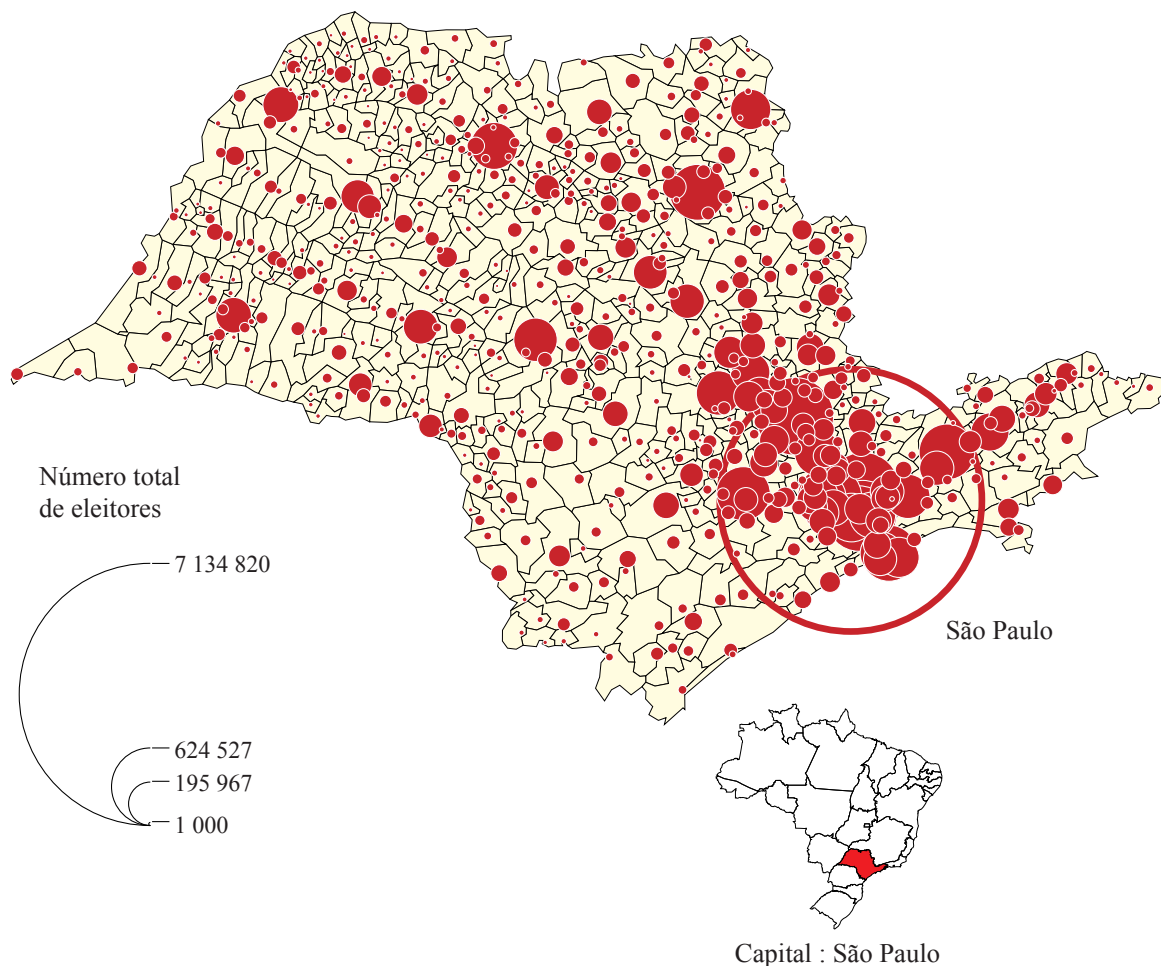 Número total
de eleitores
7 134 820
624 527
195 967
1 000
São Paulo
Capital : São Paulo